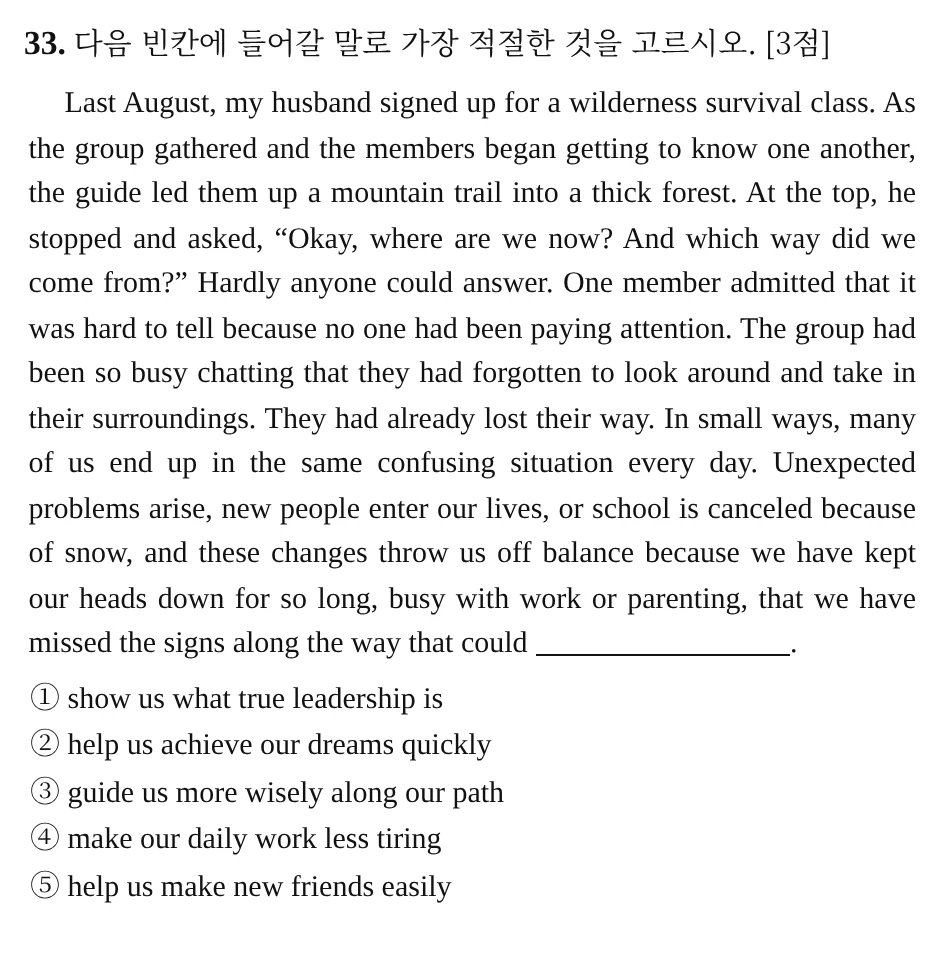 33. 다음 빈칸에 들어갈 말로 가장 적절한 것을 고르시오. [3점]
Last August, my husband signed up for a wilderness survival class. As
the group gathered and the members began getting to know one another,
the guide led them up a mountain trail into a thick forest. At the top, he
stopped and asked, “Okay, where are we now? And which way did we
come from?” Hardly anyone could answer. One member admitted that it
was hard to tell because no one had been paying attention. The group had
been so busy chatting that they had forgotten to look around and take in
their surroundings. They had already lost their way. In small ways, many
of us end up in the same confusing situation every day. Unexpected
problems arise, new people enter our lives, or school is canceled because
of snow, and these changes throw us off balance because we have kept
our heads down for so long, busy with work or parenting, that we have
missed the signs along the way that could ________________.
① show us what true leadership is
② help us achieve our dreams quickly
③ guide us more wisely along our path
④ make our daily work less tiring
⑤ help us make new friends easily